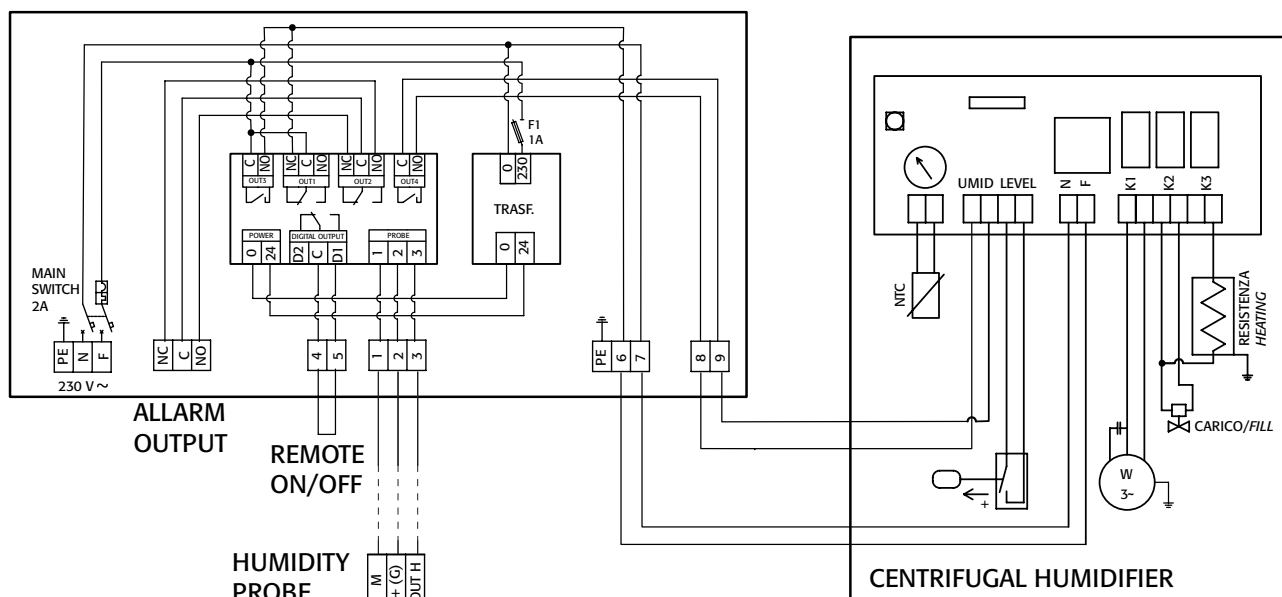 F1
1A
C
NO
NC
C
NO
NC
C
NO
C
NO
OUT3
OUT1
OUT2
OUT4
0
230
TRASF.
0
24
POWER
DIGITAL OUTPUT
PROBE
0
24
D2
C
D1
1
2
3
MAIN
SWITCH
2A
PE
N
F
230 V ~
NC
C
NO
4
5
1
2
3
PE
6
7
8
9
ALLARM
OUTPUT
REMOTE
ON/OFF
HUMIDITY
PROBE
M
+ (G)
OUT H
UMID LEVEL
N
F
K1
K2
K3
NTC
RESISTENZA
HEATING
CARICO/FILL
W
3~
+
CENTRIFUGAL HUMIDIFIER